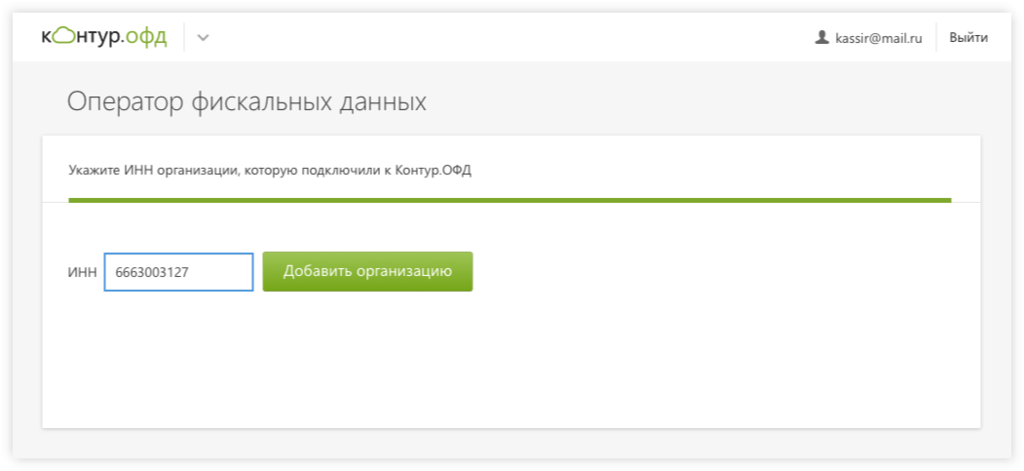 контур.офд
kassir@mail.ru
Выйти
Оператор фискальных данных
Укажите ИНН организации, которую подключили к Контур.ОФД
ИНН 6663003127 Добавить организацию